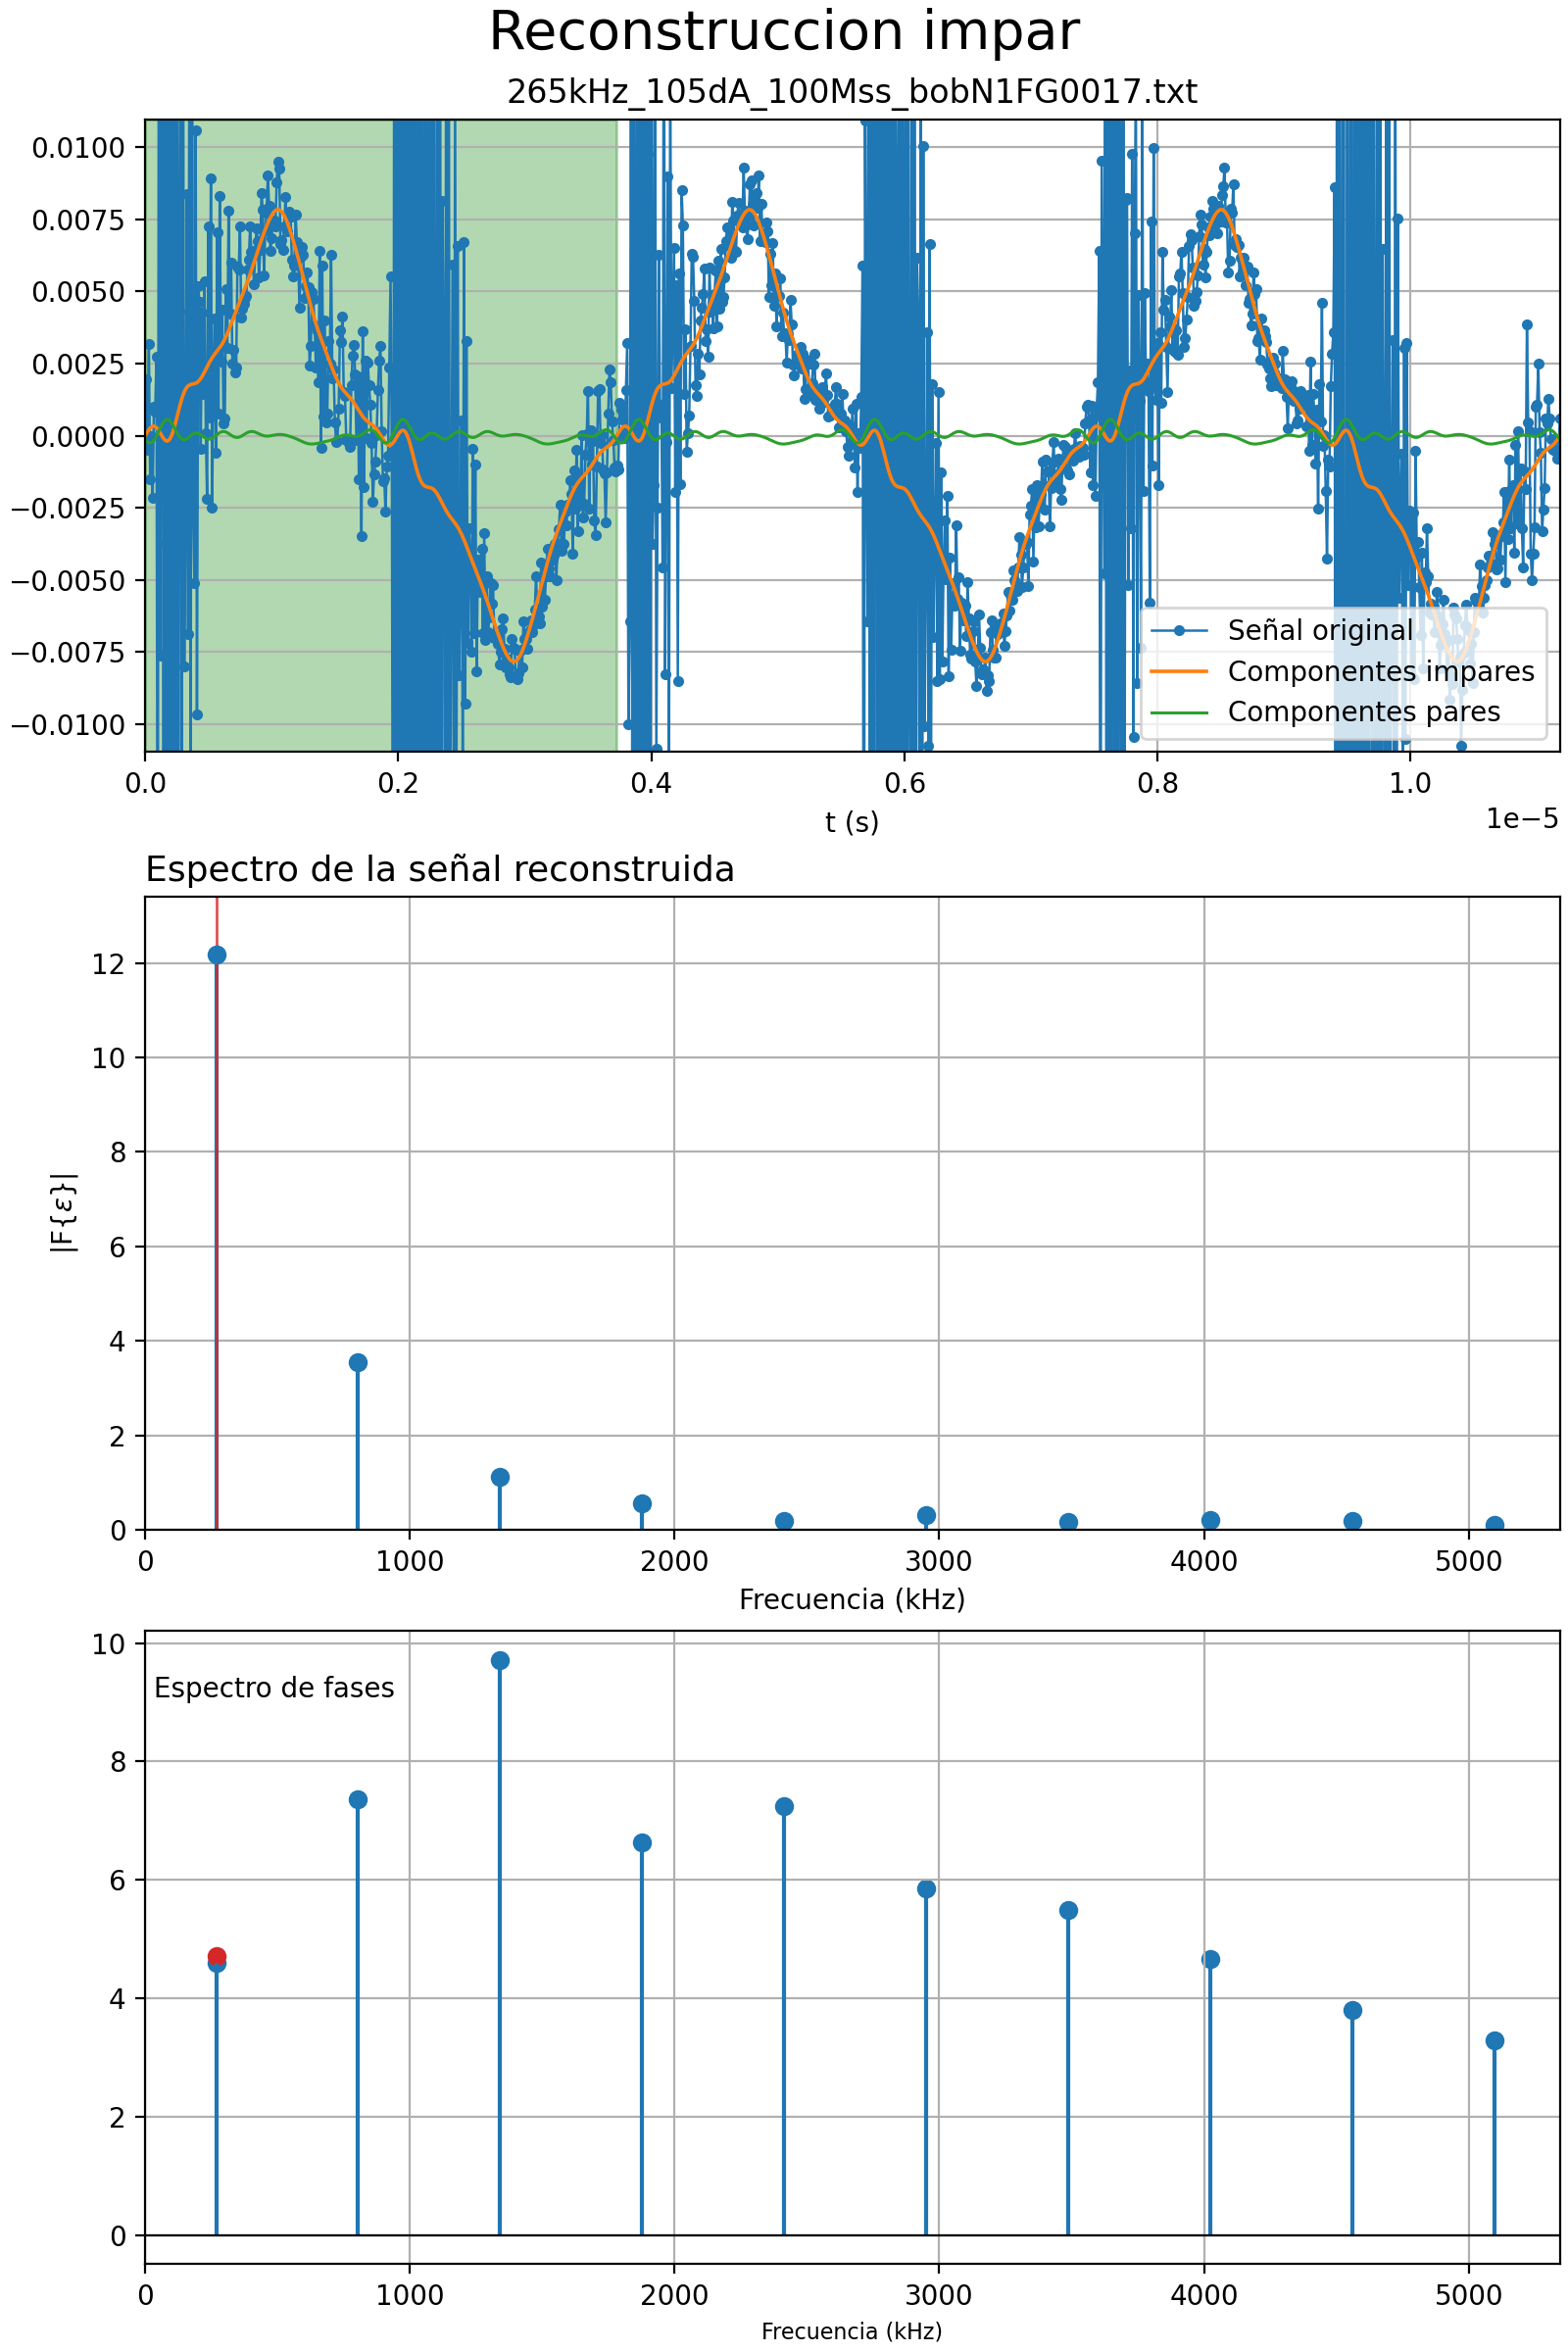 Reconstruccion impar
265kHz_105dA_100Mss_bobN1FG0017.txt
0.0100
0.0075
0.0050
0.0025
0.0000
−0.0025
−0.0050
−0.0075
−0.0100
Señal original
Componentes impares
Componentes pares
0.0 0.2 0.4 0.6 0.8 1.0
1e−5
t (s)
Espectro de la señal reconstruida
12
10
8
6
4
2
0
|F{ε}|
0 1000 2000 3000 4000 5000
Frecuencia (kHz)
10
Espectro de fases
8
6
4
2
0
0 1000 2000 3000 4000 5000
Frecuencia (kHz)